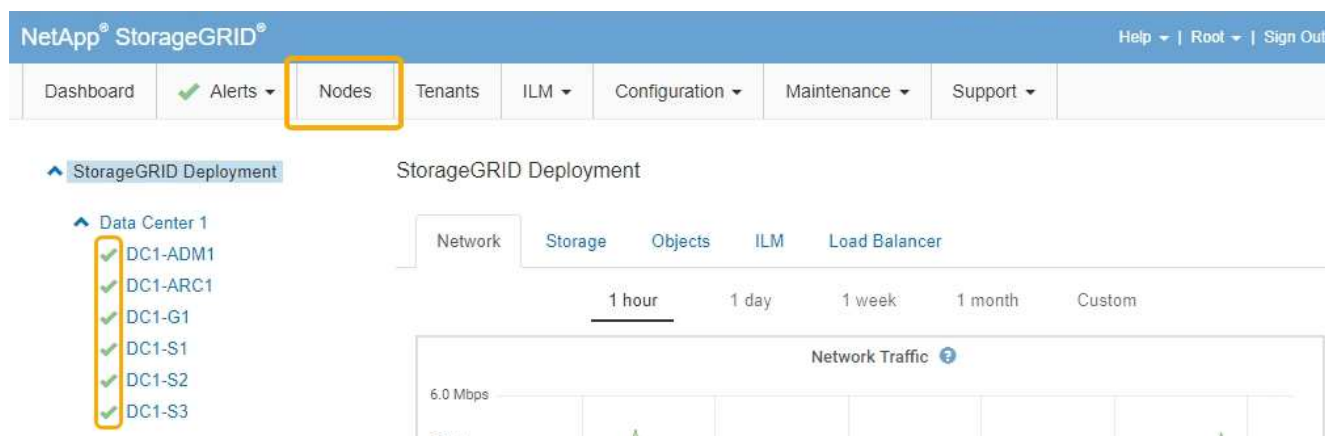 NetApp® StorageGRID®
Help | Root | Sign Out
Dashboard Alerts Nodes Tenants ILM Configuration Maintenance Support
StorageGRID Deployment
StorageGRID Deployment
Data Center 1
DC1-ADM1
DC1-ARC1
DC1-G1
DC1-S1
DC1-S2
DC1-S3
Network Storage Objects ILM Load Balancer
1 hour 1 day 1 week 1 month Custom
Network Traffic
6.0 Mbps